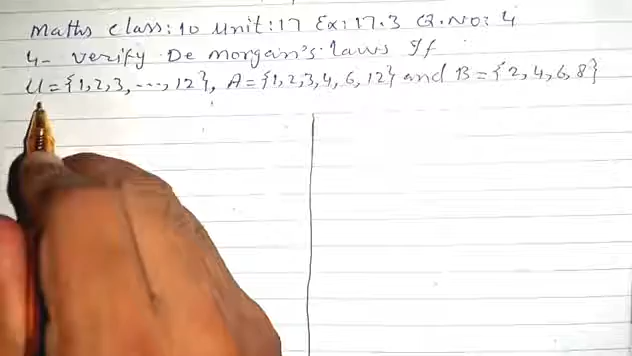 Maths Class: 10 Unit: 17 Ex: 17.3 Q.NO: 4
4- Verify De morgan's laws If
U = {1, 2, 3, ..., 12}, A = {1, 2, 3, 4, 6, 12} and B = {2, 4, 6, 8}